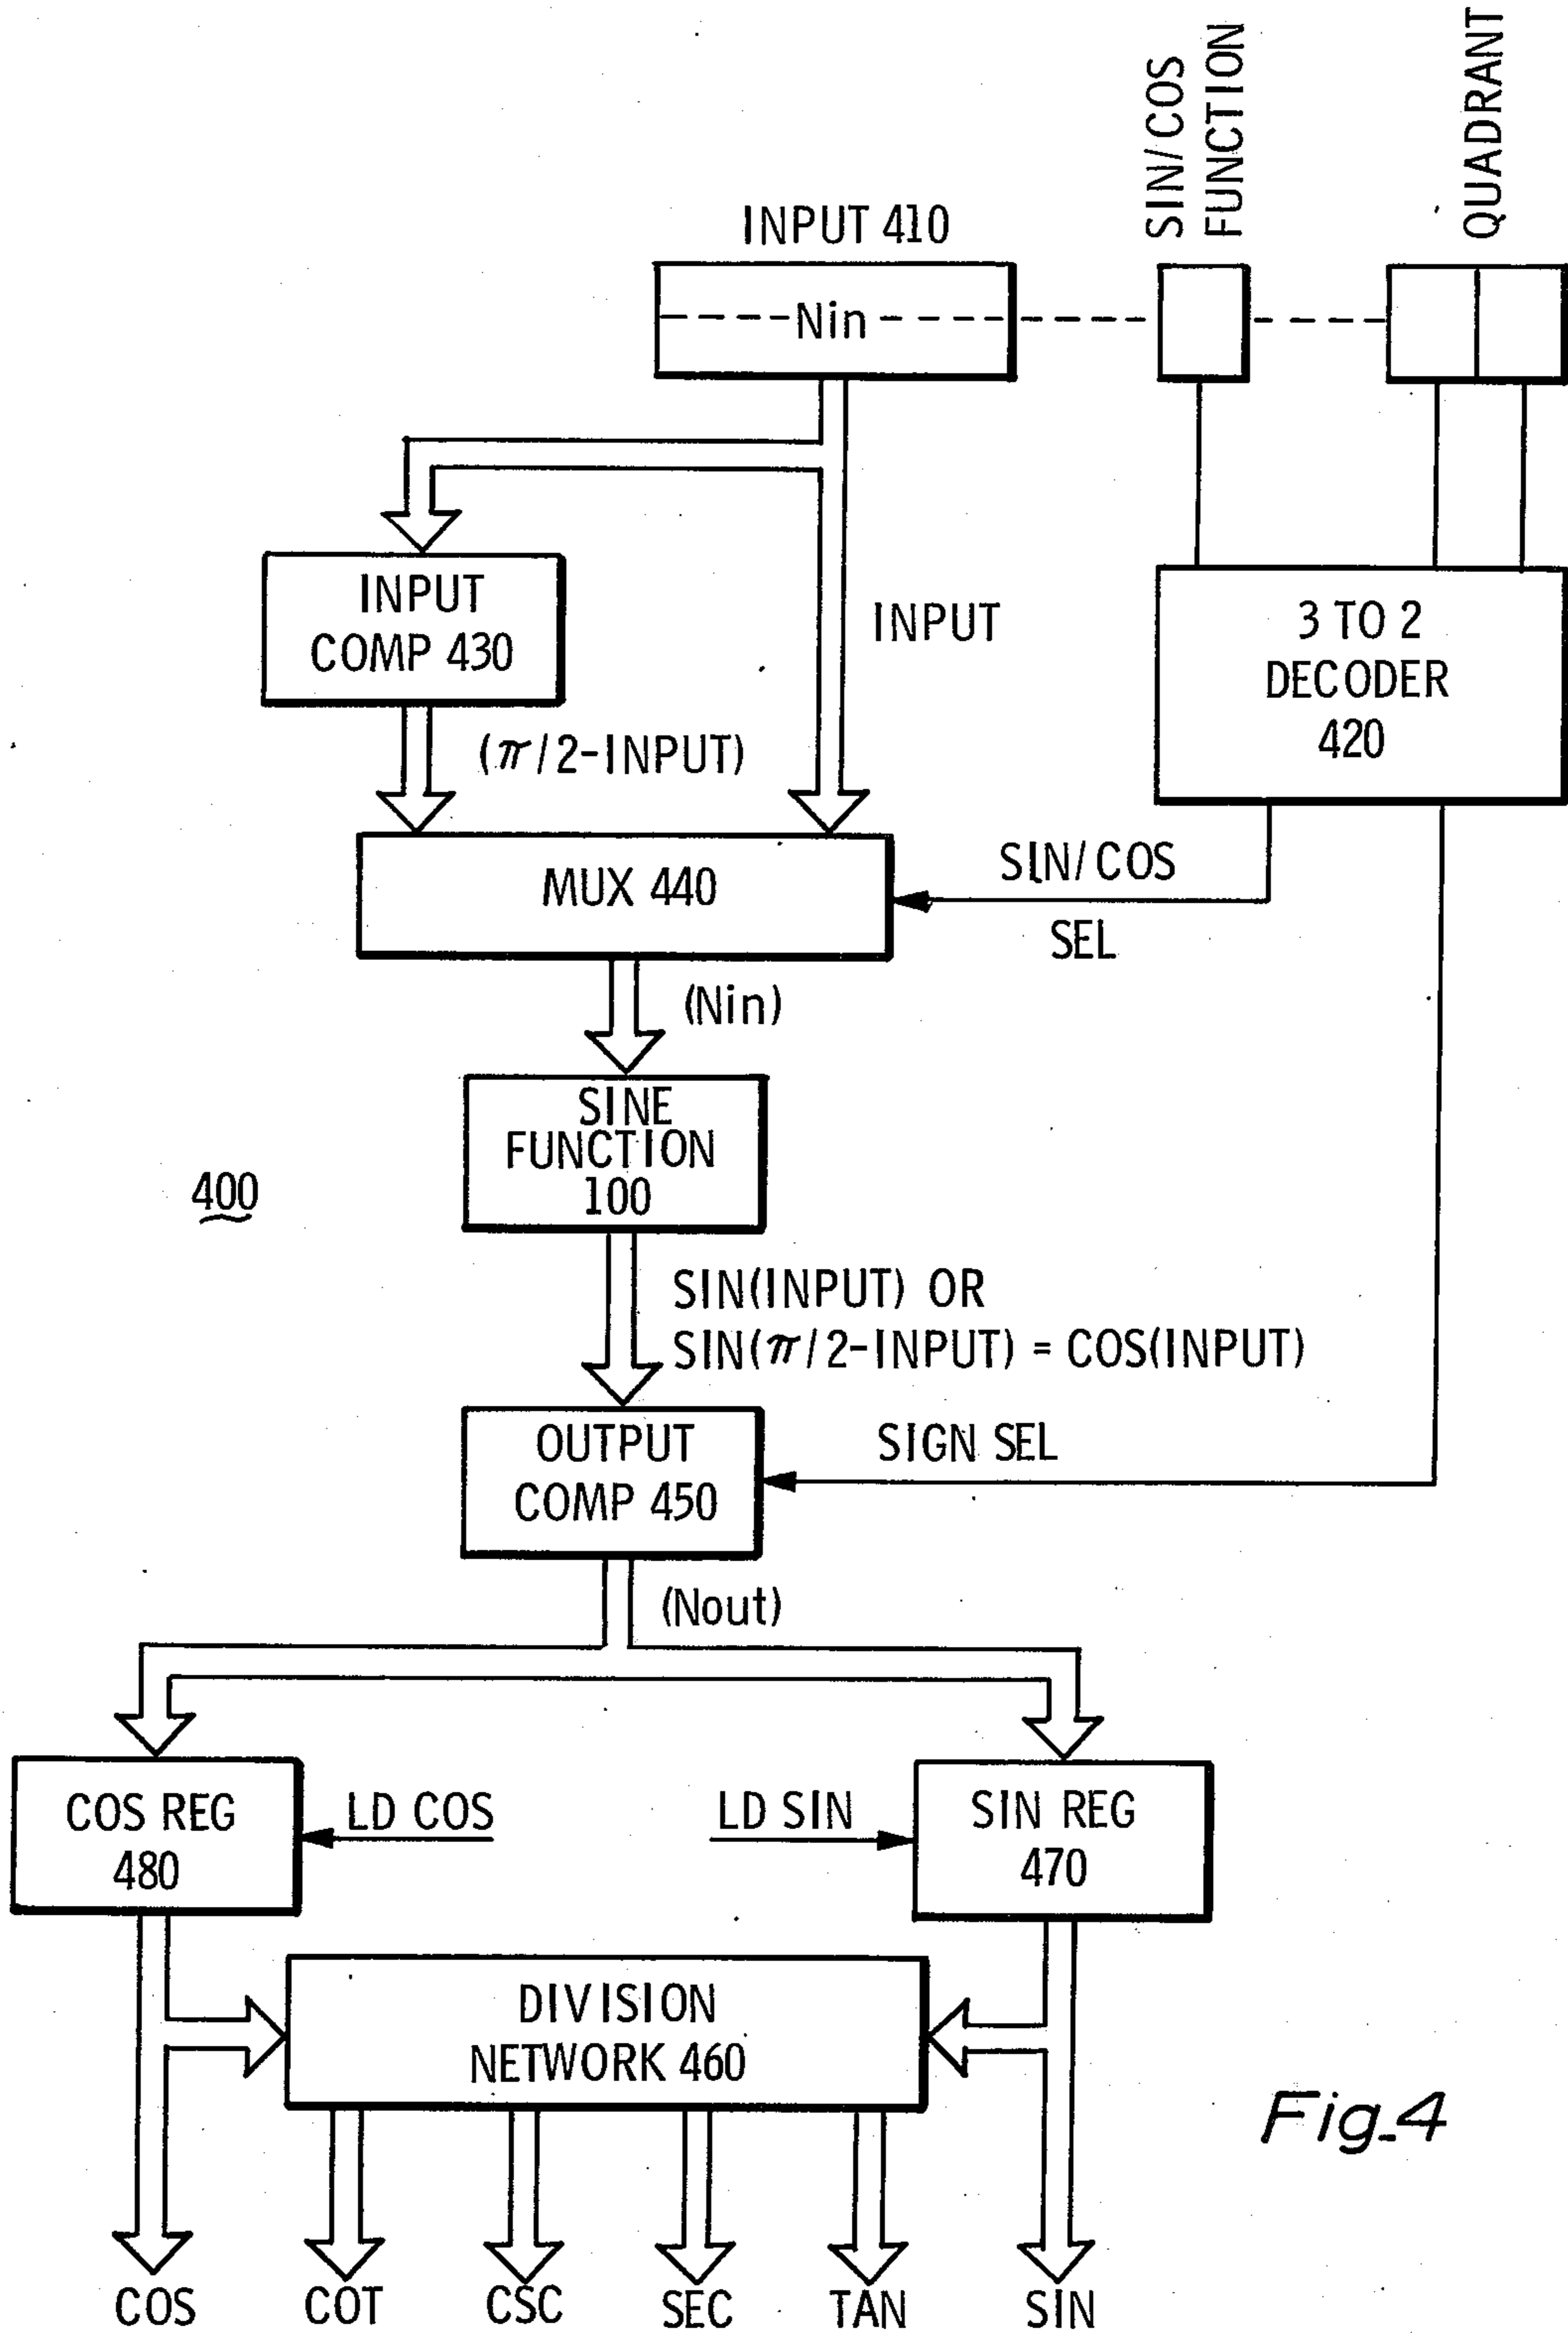 SIN/COS
FUNCTION
QUADRANT
INPUT 410
Nin
INPUT
COMP 430
INPUT
3 TO 2
DECODER
420
(π/2-INPUT)
MUX 440
SIN/COS
SEL
(Nin)
SINE
FUNCTION
100
400
SIN(INPUT) OR
SIN(π/2-INPUT) = COS(INPUT)
OUTPUT
COMP 450
SIGN SEL
(Nout)
COS REG
480
LD COS
LD SIN
SIN REG
470
DIVISION
NETWORK 460
Fig.4
COS
COT
CSC
SEC
TAN
SIN